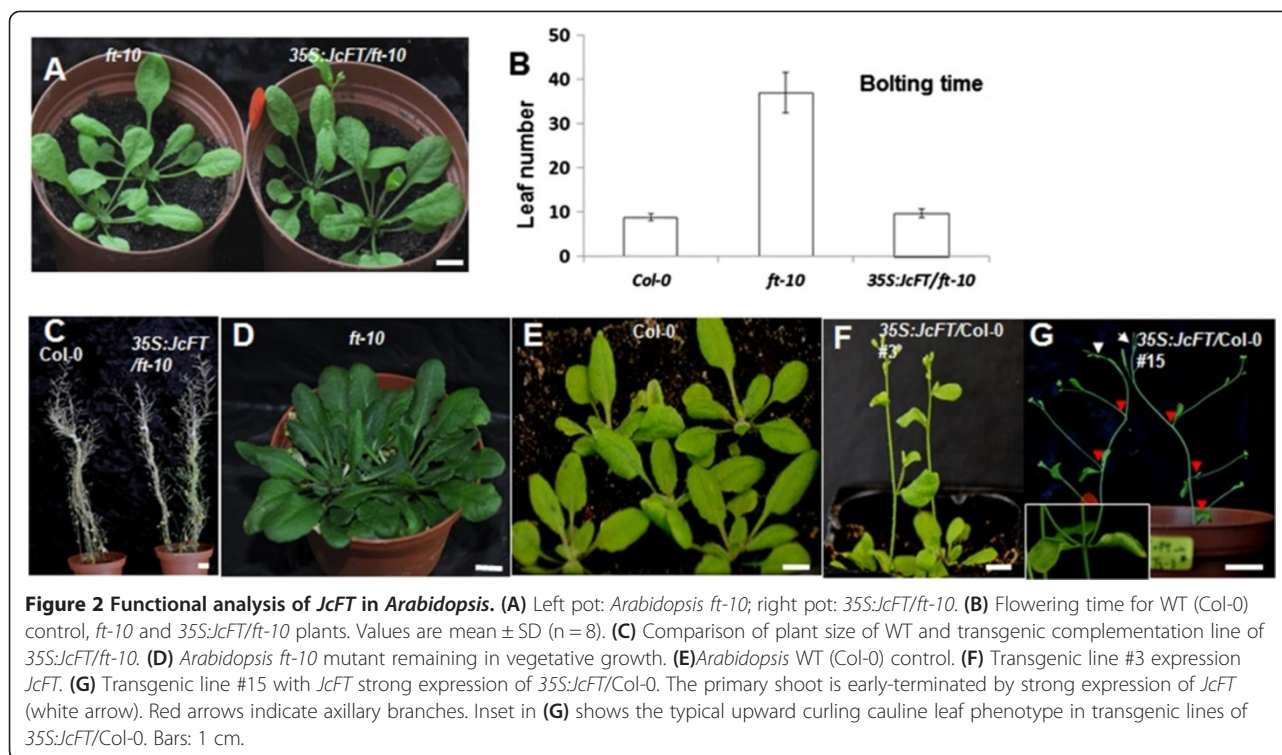 A
ft-10
35S:JcFT/ft-10
B
Bolting time
Leaf number
50
40
30
20
10
0
Col-0
ft-10
35S:JcFT/ft-10
C
Col-0
35S:JcFT
/ft-10
D
ft-10
E
Col-0
F
35S:JcFT/Col-0
#3
G
35S:JcFT/Col-0
#15
Figure 2 Functional analysis of JcFT in Arabidopsis. (A) Left pot: Arabidopsis ft-10; right pot: 35S:JcFT/ft-10. (B) Flowering time for WT (Col-0)
control, ft-10 and 35S:JcFT/ft-10 plants. Values are mean ± SD (n = 8). (C) Comparison of plant size of WT and transgenic complementation line of
35S:JcFT/ft-10. (D) Arabidopsis ft-10 mutant remaining in vegetative growth. (E)Arabidopsis WT (Col-0) control. (F) Transgenic line #3 expression
JcFT. (G) Transgenic line #15 with JcFT strong expression of 35S:JcFT/Col-0. The primary shoot is early-terminated by strong expression of JcFT
(white arrow). Red arrows indicate axillary branches. Inset in (G) shows the typical upward curling cauline leaf phenotype in transgenic lines of
35S:JcFT/Col-0. Bars: 1 cm.